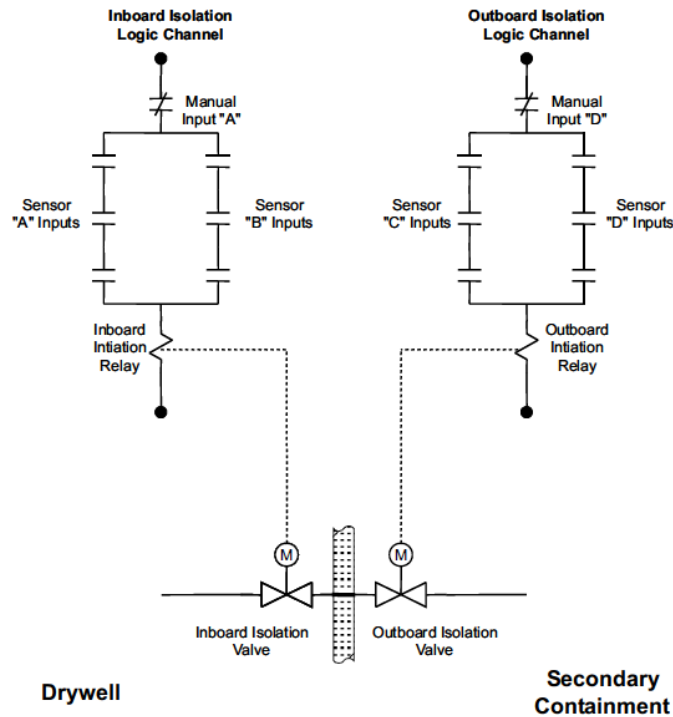 Inboard Isolation
Logic Channel
Outboard Isolation
Logic Channel
Manual
Input "A"
Manual
Input "D"
Sensor
"A" Inputs
Sensor
"B" Inputs
Sensor
"C" Inputs
Sensor
"D" Inputs
Inboard
Intiation
Relay
Outboard
Intiation
Relay
M
M
Inboard Isolation
Valve
Outboard Isolation
Valve
Drywell
Secondary
Containment